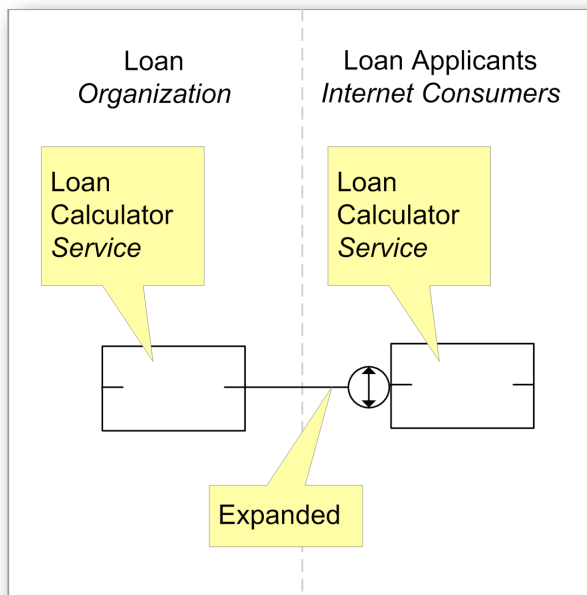 Loan
Organization
Loan Applicants
Internet Consumers
Loan
Calculator
Service
Loan
Calculator
Service
Expanded